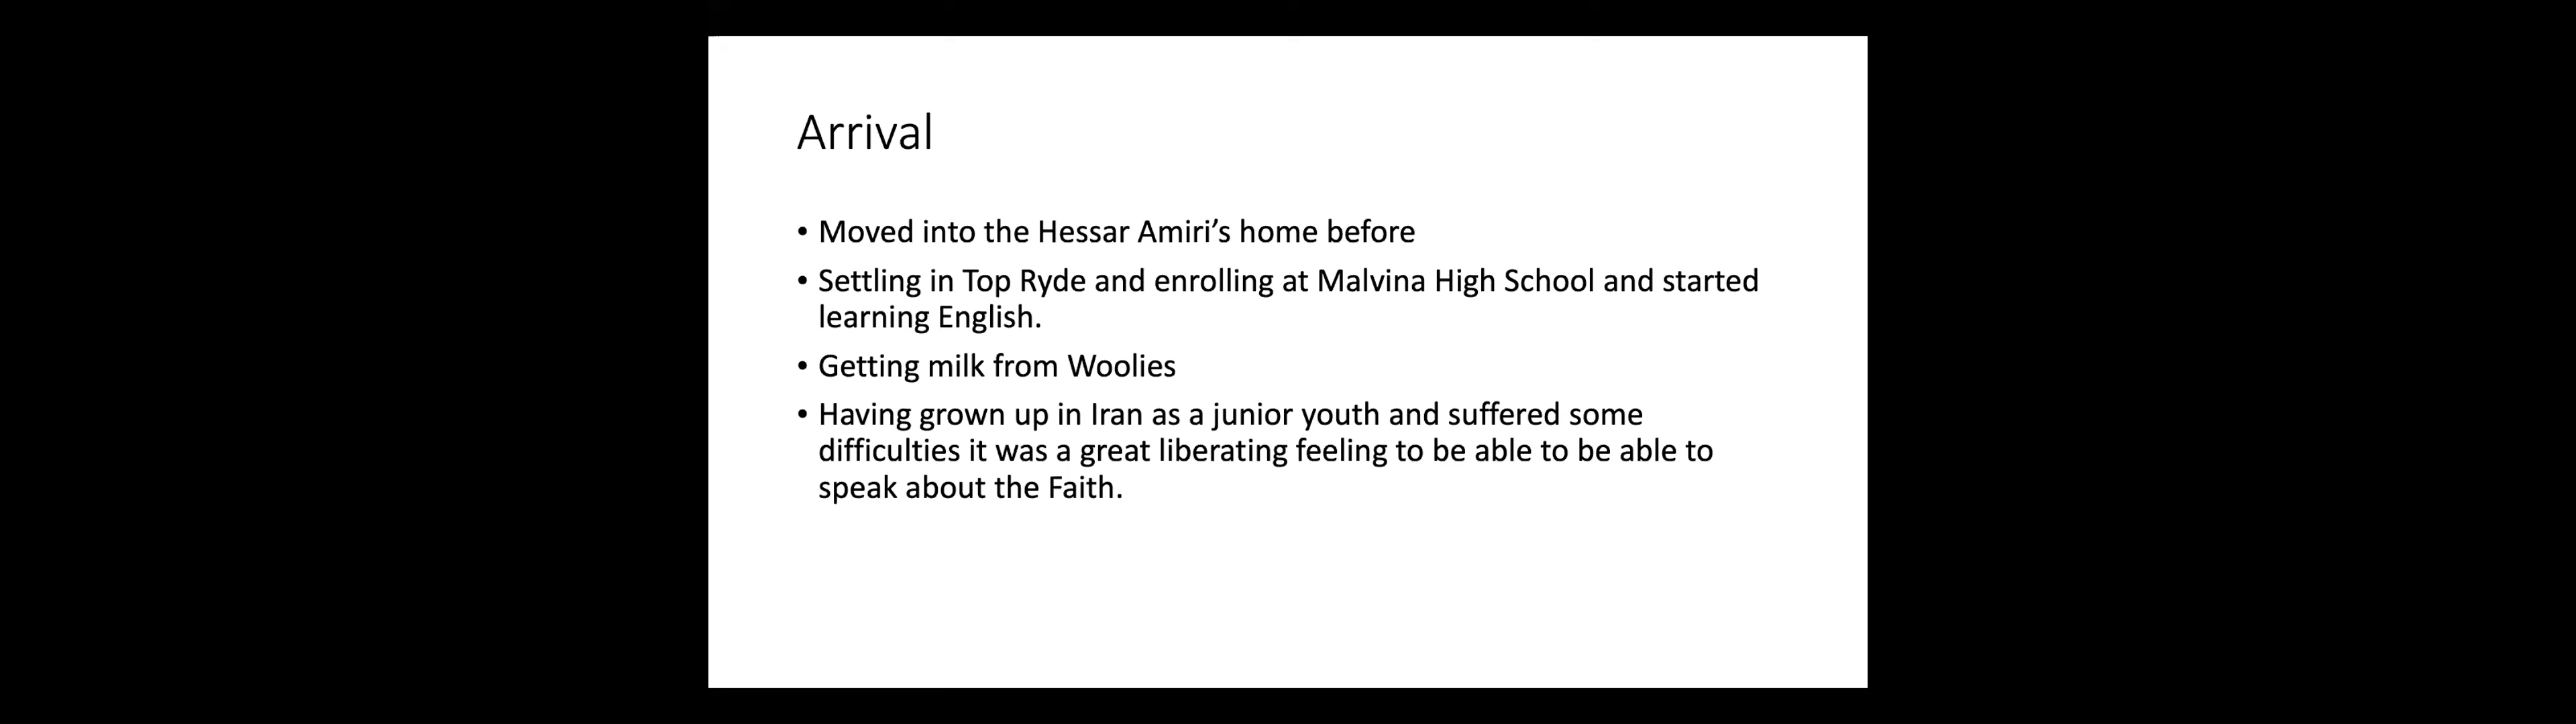 Arrival
• Moved into the Hessar Amiri’s home before
• Settling in Top Ryde and enrolling at Malvina High School and started
learning English.
• Getting milk from Woolies
• Having grown up in Iran as a junior youth and suffered some
difficulties it was a great liberating feeling to be able to be able to
speak about the Faith.